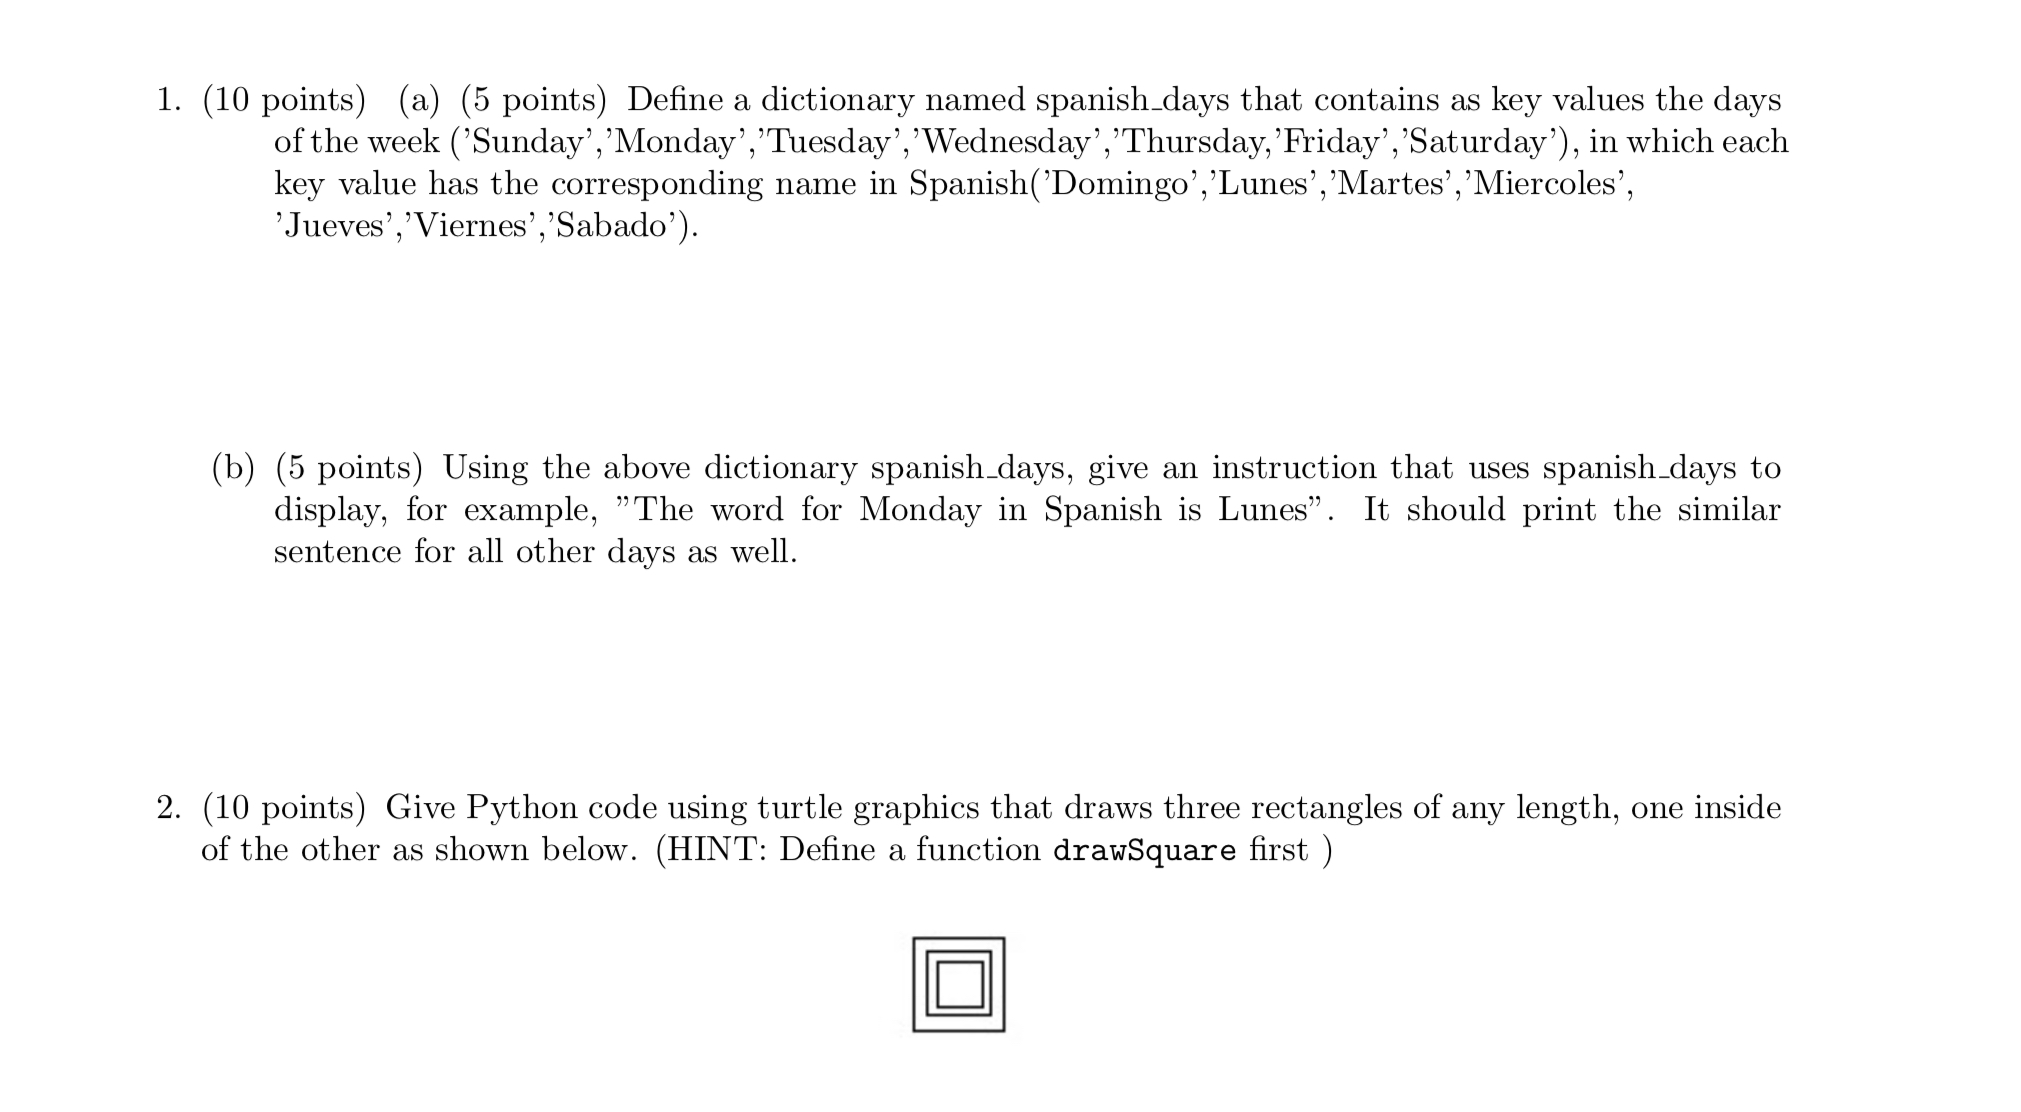 1. (10 points) (a) (5 points) Define a dictionary named spanish_days that contains as key values the days
of the week ('Sunday','Monday','Tuesday','Wednesday','Thursday,'Friday','Saturday'), in which each
key value has the corresponding name in Spanish('Domingo','Lunes','Martes','Miercoles',
'Jueves','Viernes','Sabado').
(b) (5 points) Using the above dictionary spanish_days, give an instruction that uses spanish_days to
display, for example, ”The word for Monday in Spanish is Lunes”. It should print the similar
sentence for all other days as well.
2. (10 points) Give Python code using turtle graphics that draws three rectangles of any length, one inside
of the other as shown below. (HINT: Define a function drawSquare first )